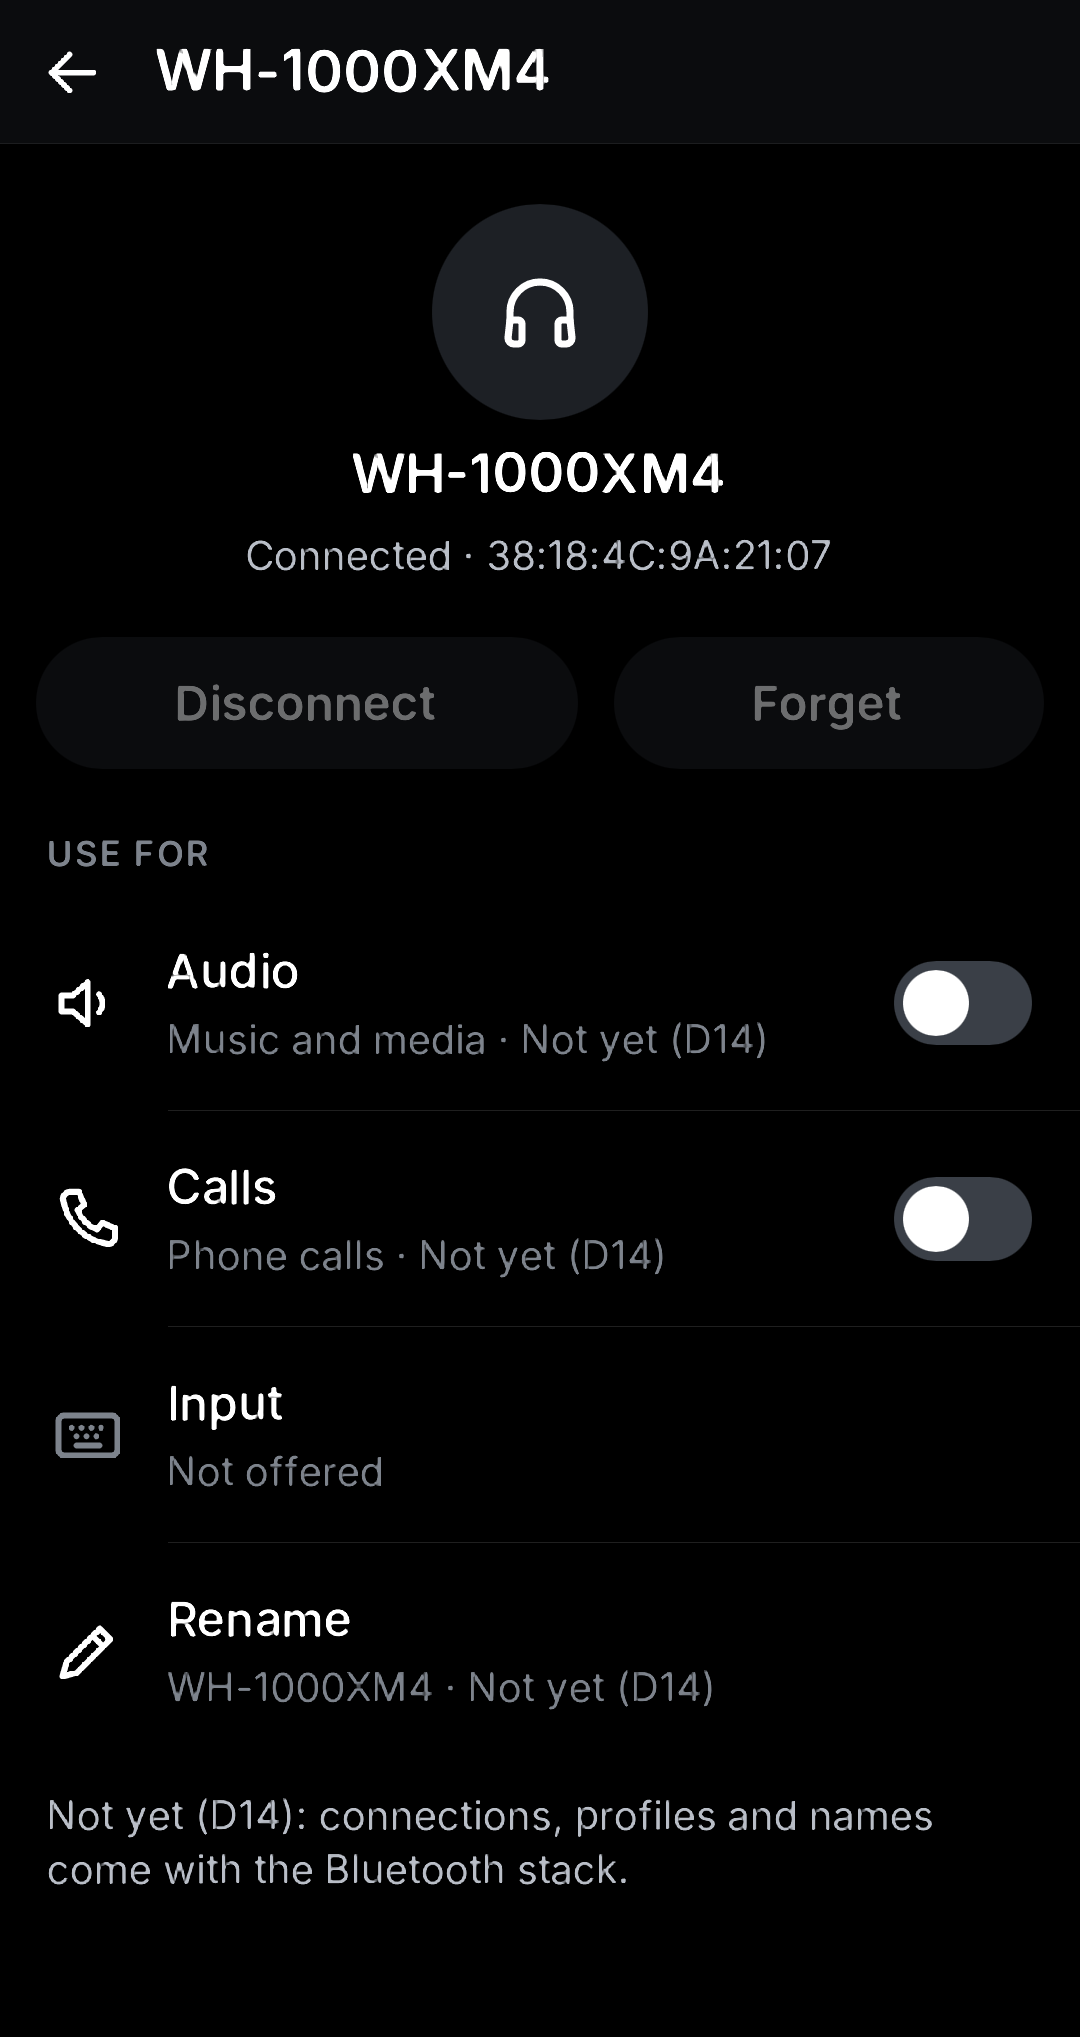 WH-1000XM4
WH-1000XM4
Connected · 38:18:4C:9A:21:07
Disconnect
Forget
USE FOR
Audio
Music and media · Not yet (D14)
Calls
Phone calls · Not yet (D14)
Input
Not offered
Rename
WH-1000XM4 · Not yet (D14)
Not yet (D14): connections, profiles and names
come with the Bluetooth stack.